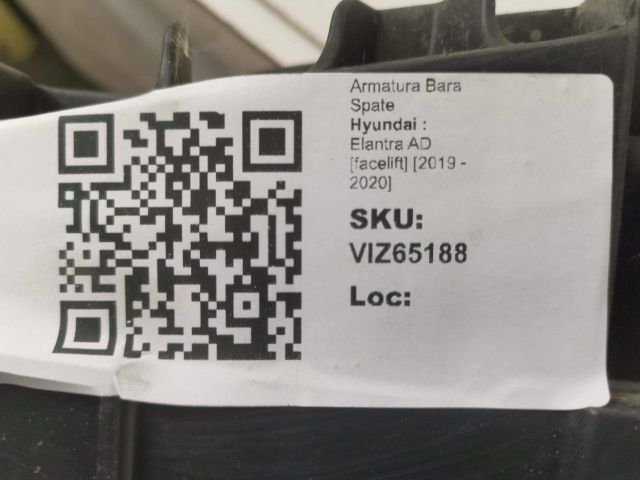 Armatura Bara
Spate
Hyundai :
Elantra AD
[facelift] [2019 -
2020]
SKU:
VIZ65188
Loc: